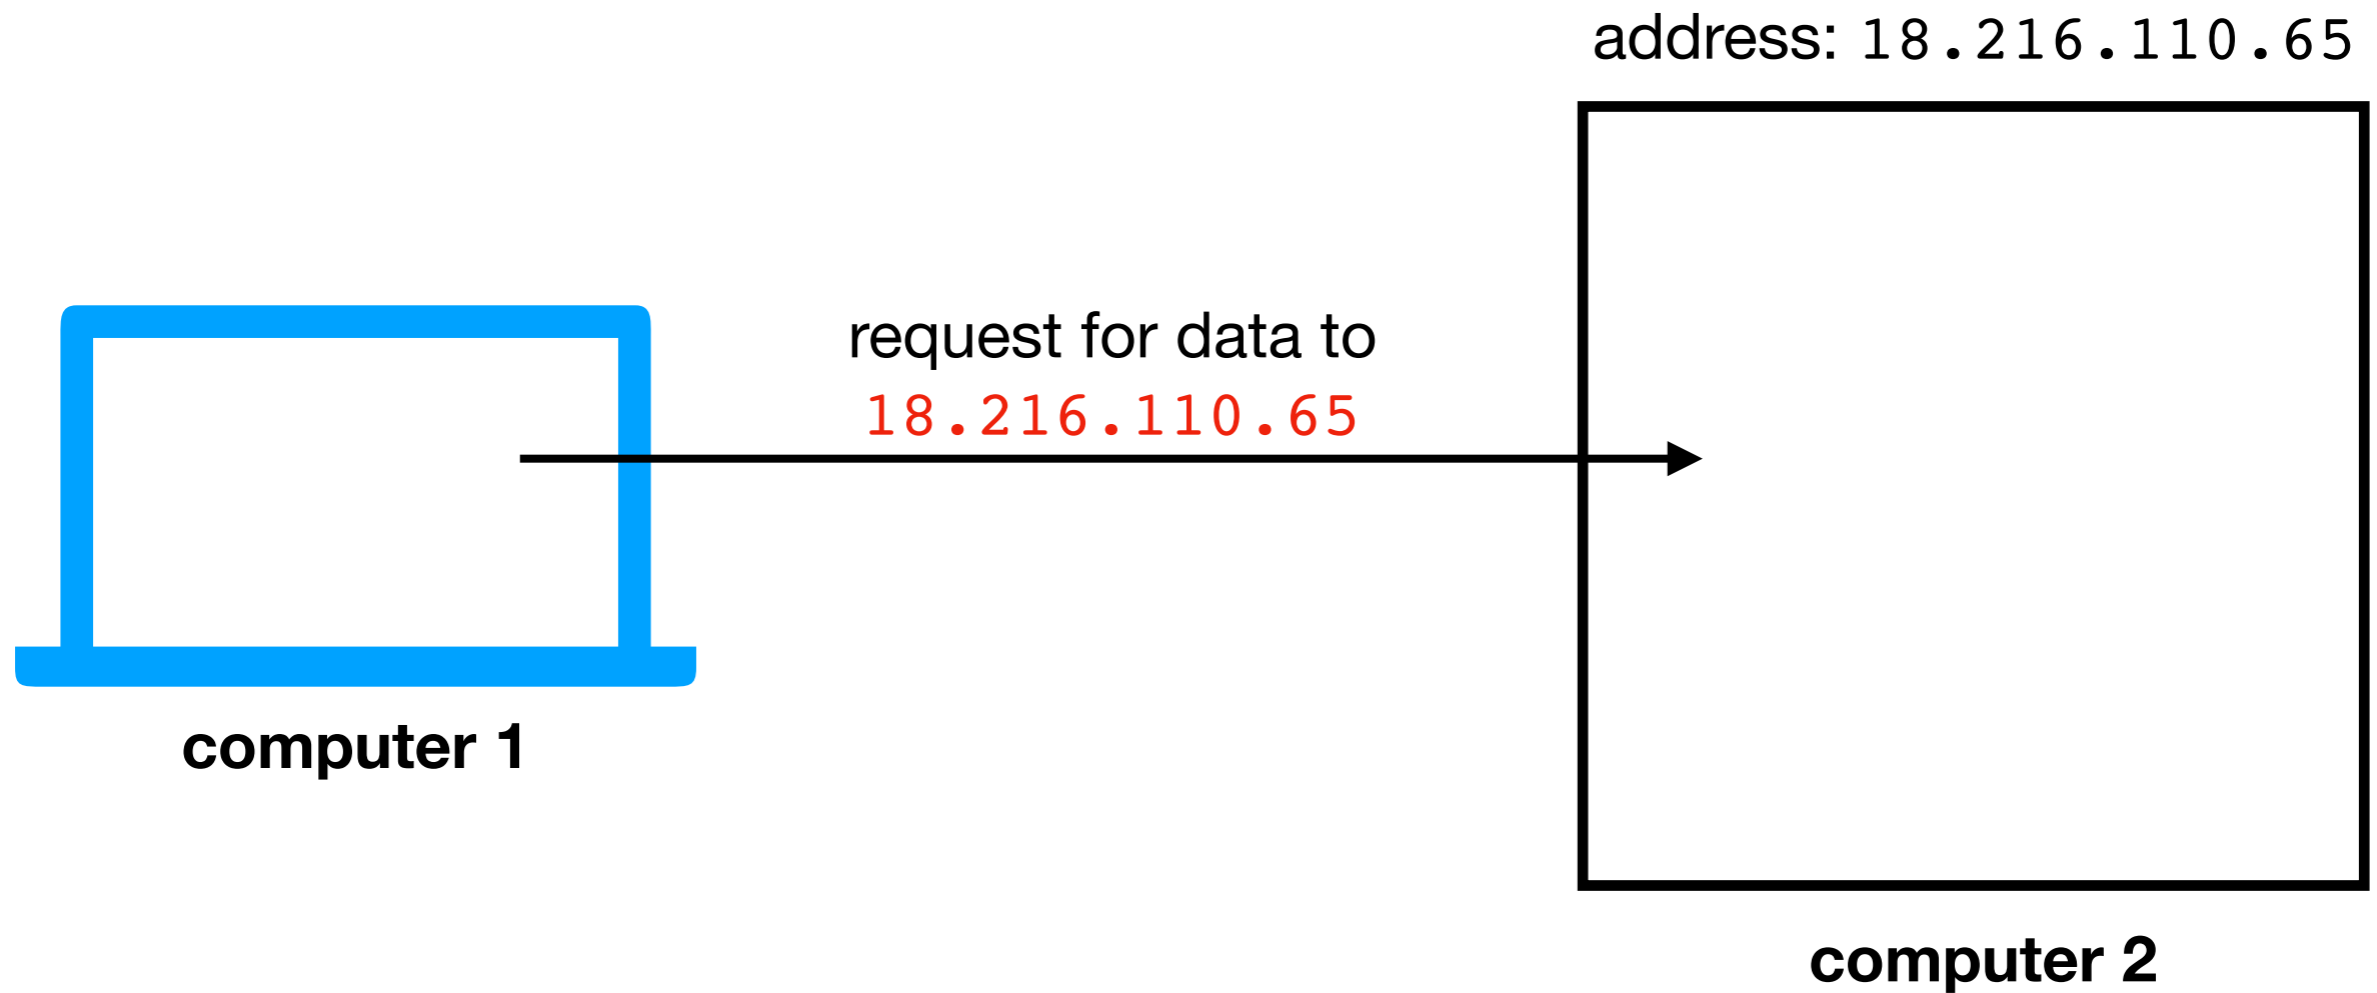 address: 18.216.110.65
request for data to
18.216.110.65
computer 1
computer 2